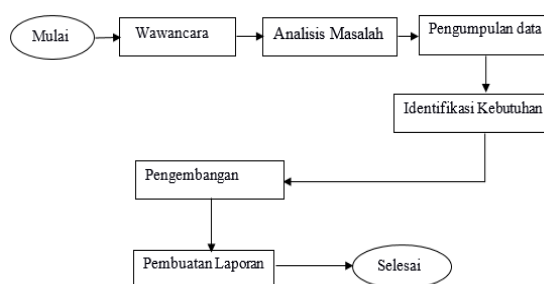 Mulai
Wawancara
Analisis Masalah
Pengumpulan data
Identifikasi Kebutuhan
Pengembangan
Pembuatan Laporan
Selesai